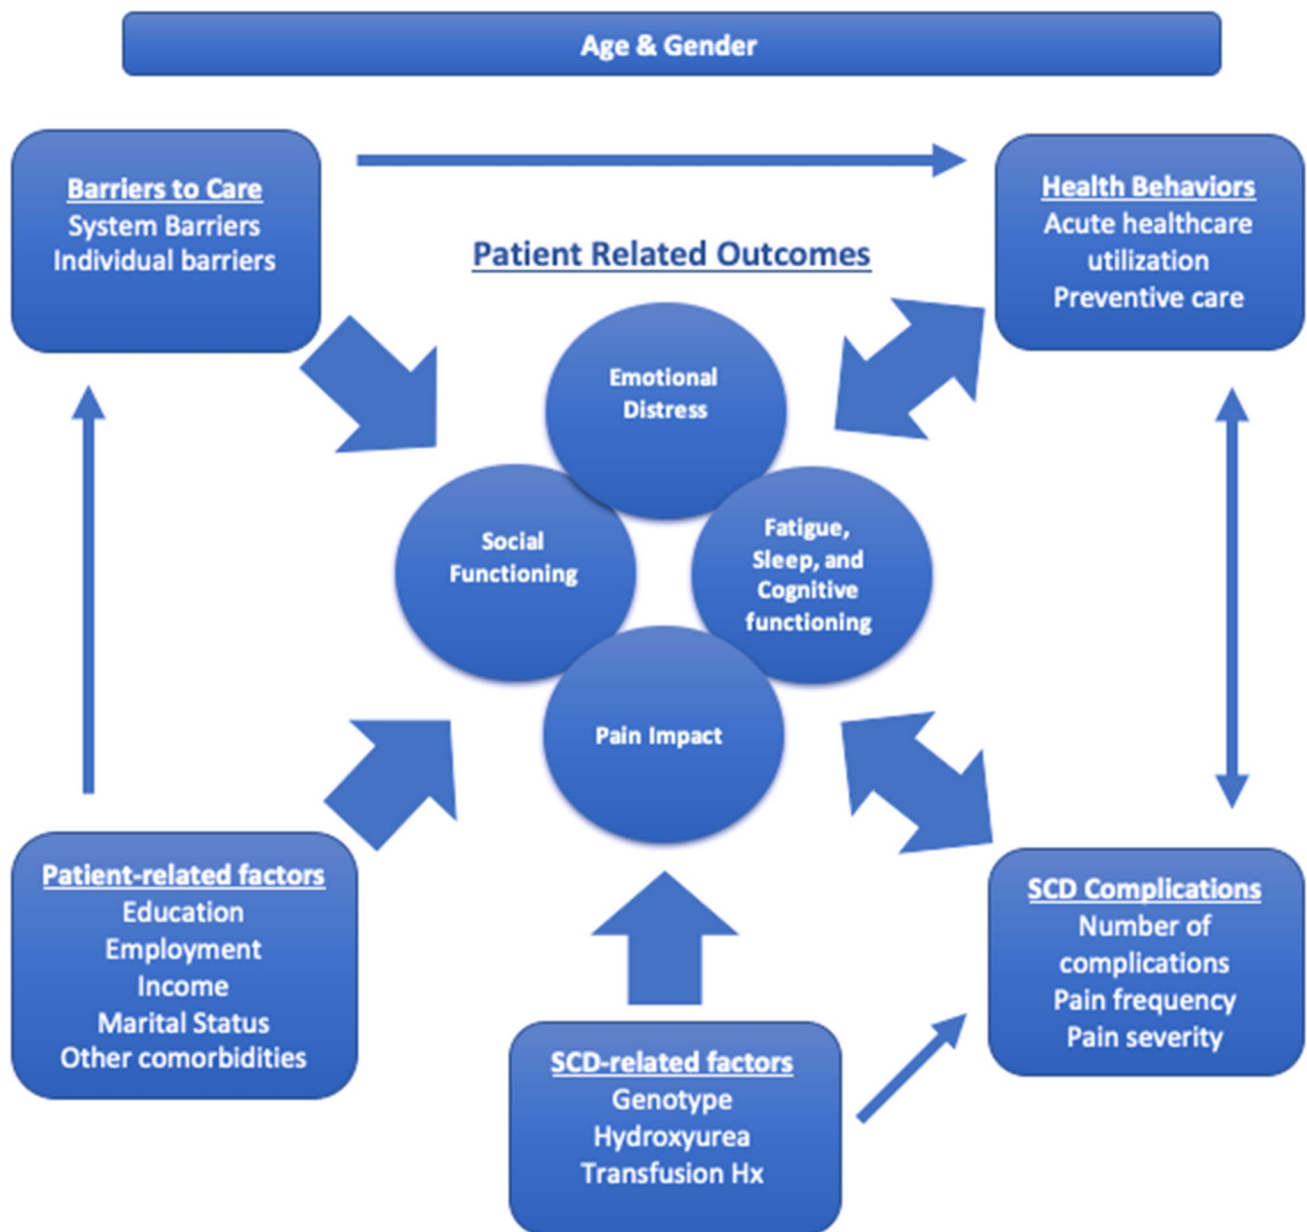 Age & Gender
Barriers to Care
System Barriers
Individual barriers
Health Behaviors
Acute healthcare
utilization
Preventive care
Patient Related Outcomes
Emotional
Distress
Social
Functioning
Fatigue,
Sleep, and
Cognitive
functioning
Pain Impact
Patient-related factors
Education
Employment
Income
Marital Status
Other comorbidities
SCD-related factors
Genotype
Hydroxyurea
Transfusion Hx
SCD Complications
Number of
complications
Pain frequency
Pain severity